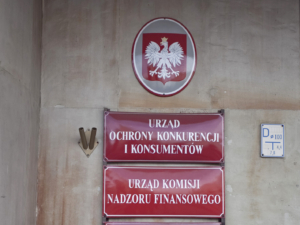 URZĄD
OCHRONY KONKURENCJI
I KONSUMENTÓW
URZĄD KOMISJI
NADZORU FINANSOWEGO
D